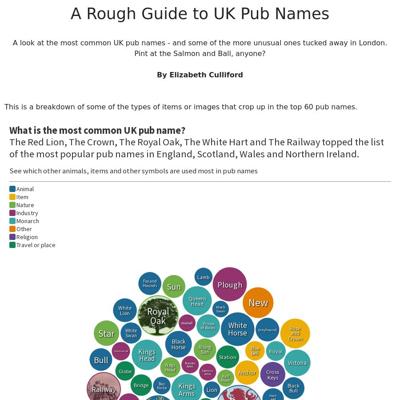 A Rough Guide to UK Pub Names
A look at the most common UK pub names - and some of the more unusual ones tucked away in London.
Pint at the Salmon and Ball, anyone?
By Elizabeth Culliford
This is a breakdown of some of the types of items or images that crop up in the top 60 pub names.
What is the most common UK pub name?
The Red Lion, The Crown, The Royal Oak, The White Hart and The Railway topped the list
of the most popular pub names in England, Scotland, Wales and Northern Ireland.
See which other animals, items and other symbols are used most in pub names
Animal
Item
Nature
Industry
Monarch
Other
Religion
Travel or place
Fox and
Hounds
Sun
Lamb
Plough
Queens
Head
New
White
Lion
Royal
Oak
White
Horse
Greyhound
Rose
and
Crown
Star
White
Swan
Black
Horse
Rising
Sun
Station
Royal
Victoria
Bull
Kings
Head
Globe
Anchor
Cross
Keys
Railway
Bridge
Kings
Arms
Lion
Black
Bull